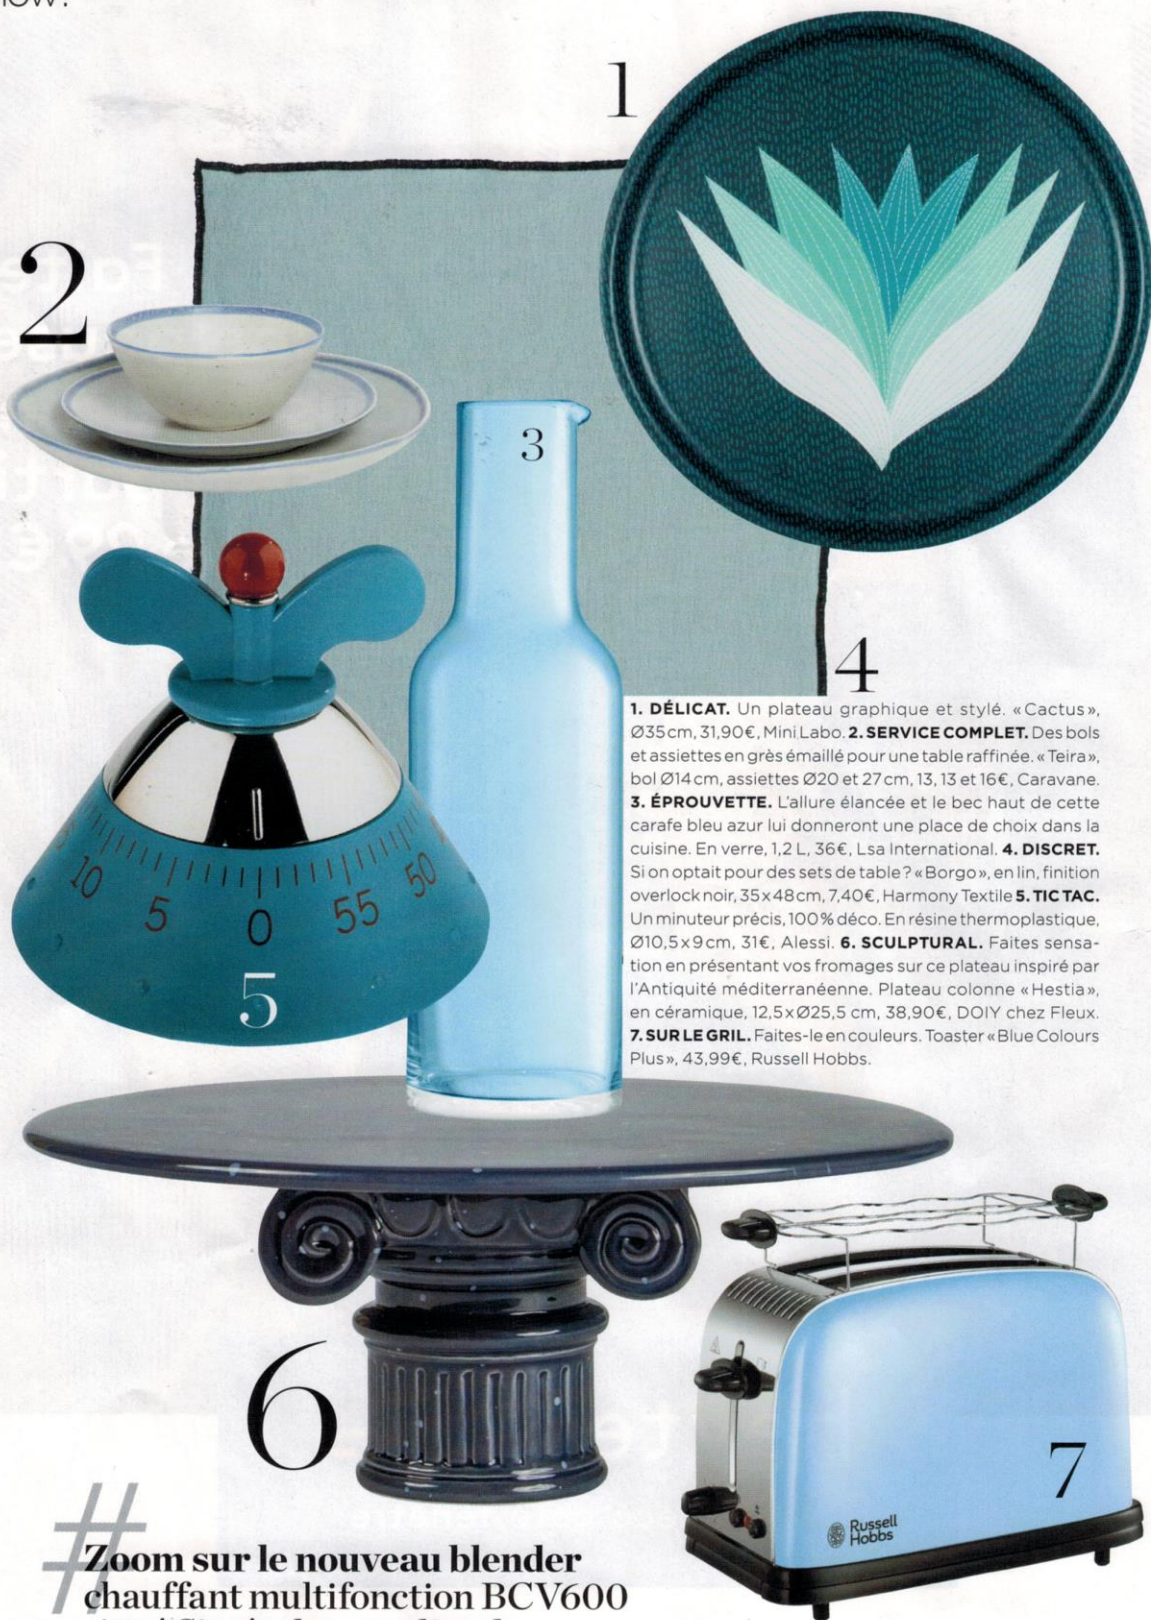 1
2
3
4
1. DÉLICAT. Un plateau graphique et stylé. «Cactus»,
Ø35cm, 31,90€, Mini Labo. 2. SERVICE COMPLET. Des bols
et assiettes en grès émaillé pour une table raffinée. «Teira»,
bol Ø14cm, assiettes Ø20 et 27cm, 13, 13 et 16€, Caravane.
3. ÉPROUVETTE. L'allure élancée et le bec haut de cette
carafe bleu azur lui donneront une place de choix dans la
cuisine. En verre, 1,2 L, 36€, Lsa International. 4. DISCRET.
Si on optait pour des sets de table? «Borgo», en lin, finition
overlock noir, 35x48cm, 7,40€, Harmony Textile 5. TIC TAC.
Un minuteur précis, 100% déco. En résine thermoplastique,
Ø10,5x9cm, 31€, Alessi. 6. SCULPTURAL. Faites sensa-
tion en présentant vos fromages sur ce plateau inspiré par
l'Antiquité méditerranéenne. Plateau colonne «Hestia»,
en céramique, 12,5xØ25,5 cm, 38,90€, DOIY chez Fleux.
7. SUR LE GRIL. Faites-le en couleurs. Toaster «Blue Colours
Plus», 43,99€, Russell Hobbs.
10 5 0 55 50
5
6
7
Russell
Hobbs
#
Zoom sur le nouveau blender
chauffant multifonction BCV600